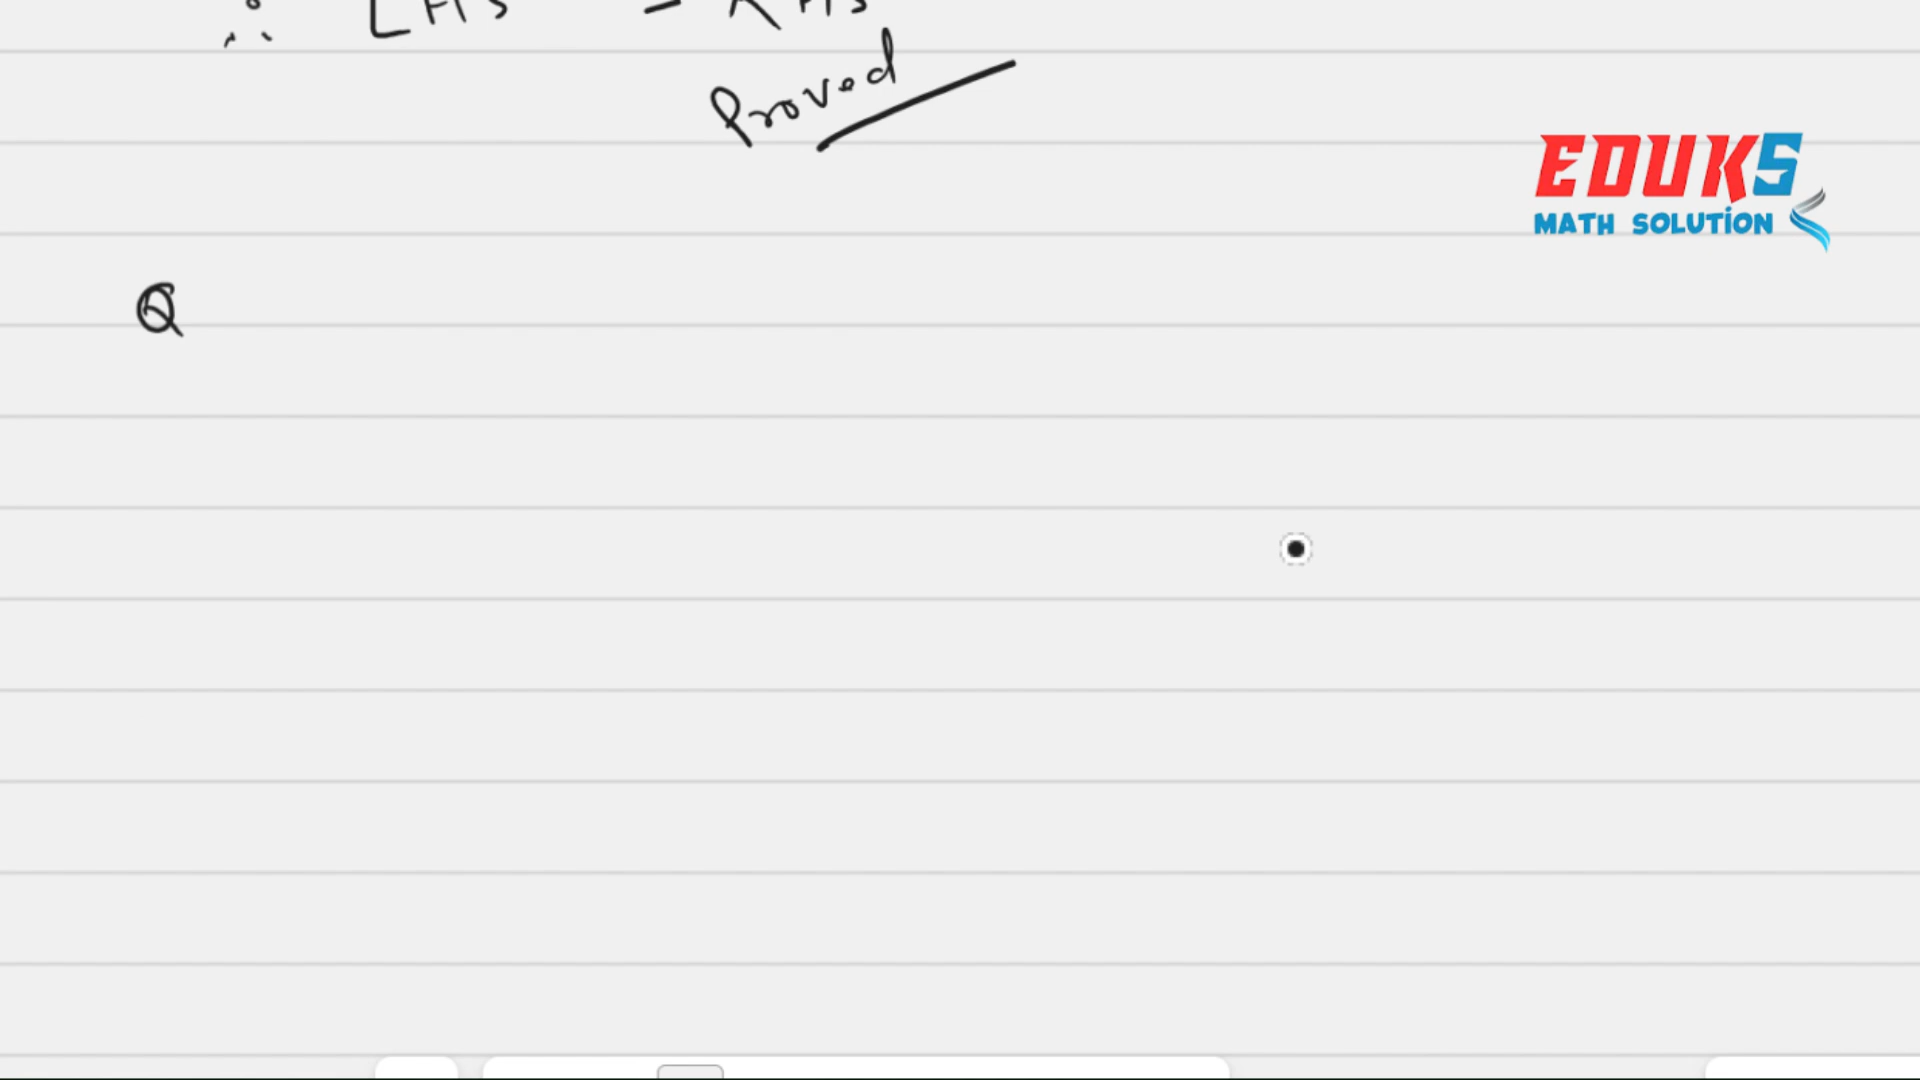 ∴ LHS = RHS
Proved
EDUKS
MATH SOLUTION
Q